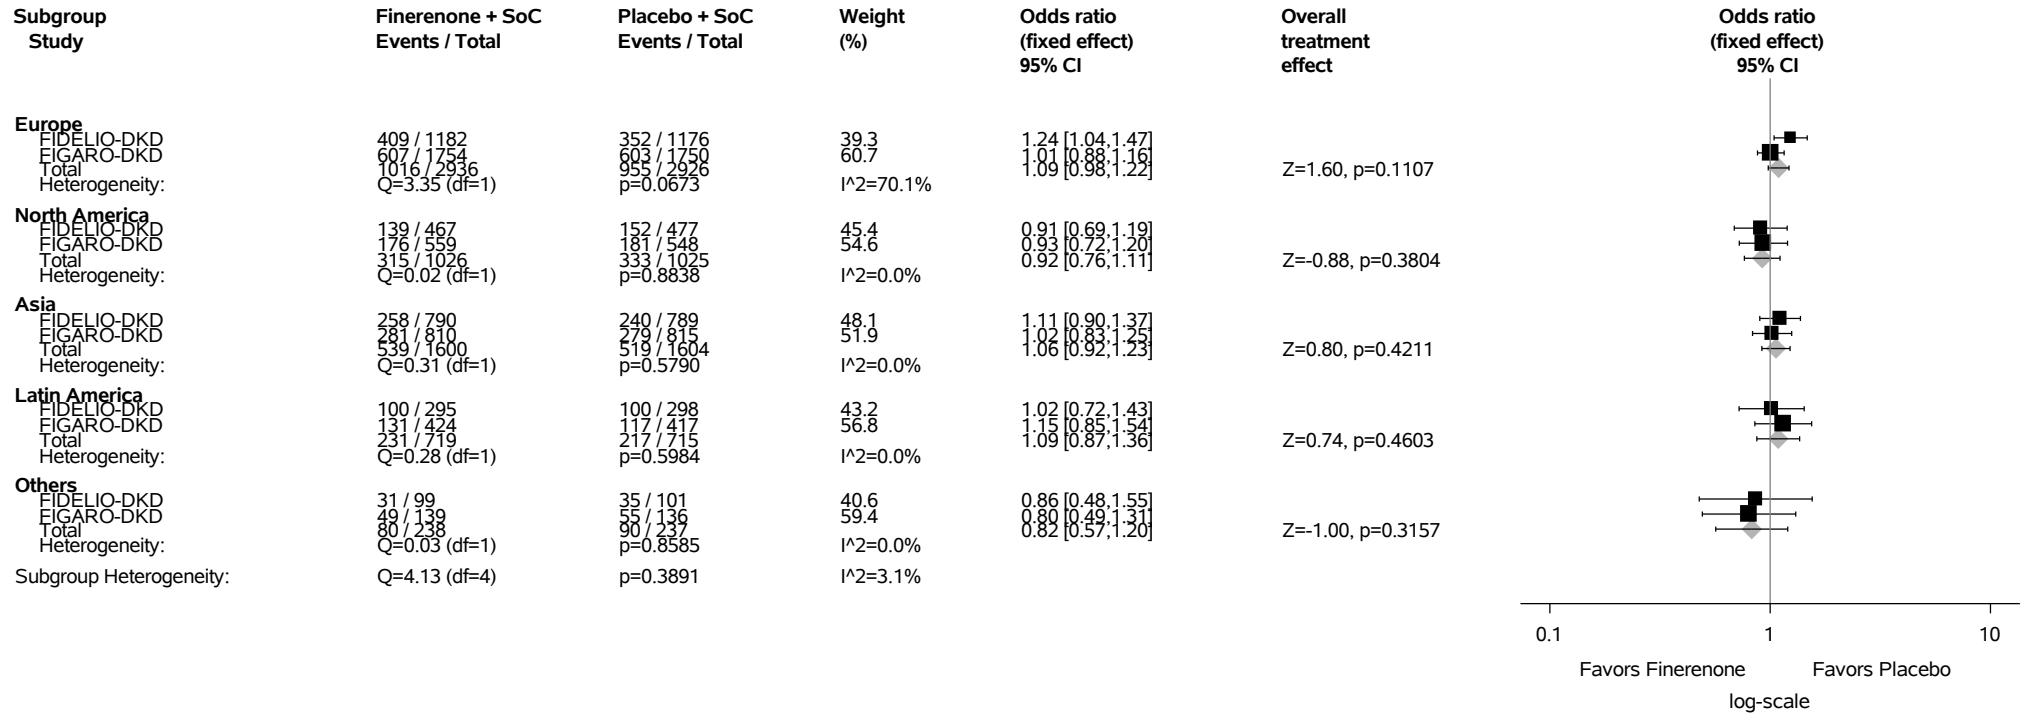 Subgroup Finerenone + SoC Placebo + SoC Weight Odds ratio Overall Odds ratio
Study Events / Total Events / Total (%) (fixed effect) treatment (fixed effect)
95% CI effect 95% CI
Europe
FIDELIO-DKD 409 / 1182 352 / 1176 39.3 1.24 [1.04,1.47]
FIGARO-DKD 607 / 1754 603 / 1750 60.7 1.01 [0.88,1.16]
Total 1016 / 2936 955 / 2926 1.09 [0.98,1.22] Z=1.60, p=0.1107
Heterogeneity: Q=3.35 (df=1) p=0.0673 I^2=70.1%
North America
FIDELIO-DKD 139 / 467 152 / 477 45.4 0.91 [0.69,1.19]
FIGARO-DKD 176 / 559 181 / 548 54.6 0.93 [0.72,1.20]
Total 315 / 1026 333 / 1025 0.92 [0.76,1.11] Z=-0.88, p=0.3804
Heterogeneity: Q=0.02 (df=1) p=0.8838 I^2=0.0%
Asia
FIDELIO-DKD 258 / 790 240 / 789 48.1 1.11 [0.90,1.37]
FIGARO-DKD 281 / 810 279 / 815 51.9 1.02 [0.83,1.25]
Total 539 / 1600 519 / 1604 1.06 [0.92,1.23] Z=0.80, p=0.4211
Heterogeneity: Q=0.31 (df=1) p=0.5790 I^2=0.0%
Latin America
FIDELIO-DKD 100 / 295 100 / 298 43.2 1.02 [0.72,1.43]
FIGARO-DKD 131 / 424 117 / 417 56.8 1.15 [0.85,1.54]
Total 231 / 719 217 / 715 1.09 [0.87,1.36] Z=0.74, p=0.4603
Heterogeneity: Q=0.28 (df=1) p=0.5984 I^2=0.0%
Others
FIDELIO-DKD 31 / 99 35 / 101 40.6 0.86 [0.48,1.55]
FIGARO-DKD 49 / 139 55 / 136 59.4 0.80 [0.49,1.31]
Total 80 / 238 90 / 237 0.82 [0.57,1.20] Z=-1.00, p=0.3157
Heterogeneity: Q=0.03 (df=1) p=0.8585 I^2=0.0%
Subgroup Heterogeneity: Q=4.13 (df=4) p=0.3891 I^2=3.1%
0.1 1 10
Favors Finerenone Favors Placebo
log-scale